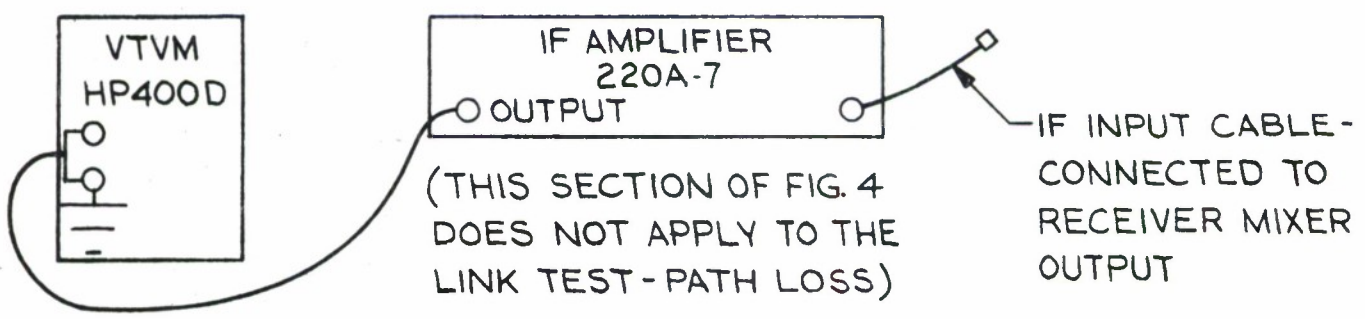 VTVM
HP400D
IF AMPLIFIER
220A-7
OUTPUT
(THIS SECTION OF FIG. 4
DOES NOT APPLY TO THE
LINK TEST-PATH LOSS)
IF INPUT CABLE-
CONNECTED TO
RECEIVER MIXER
OUTPUT